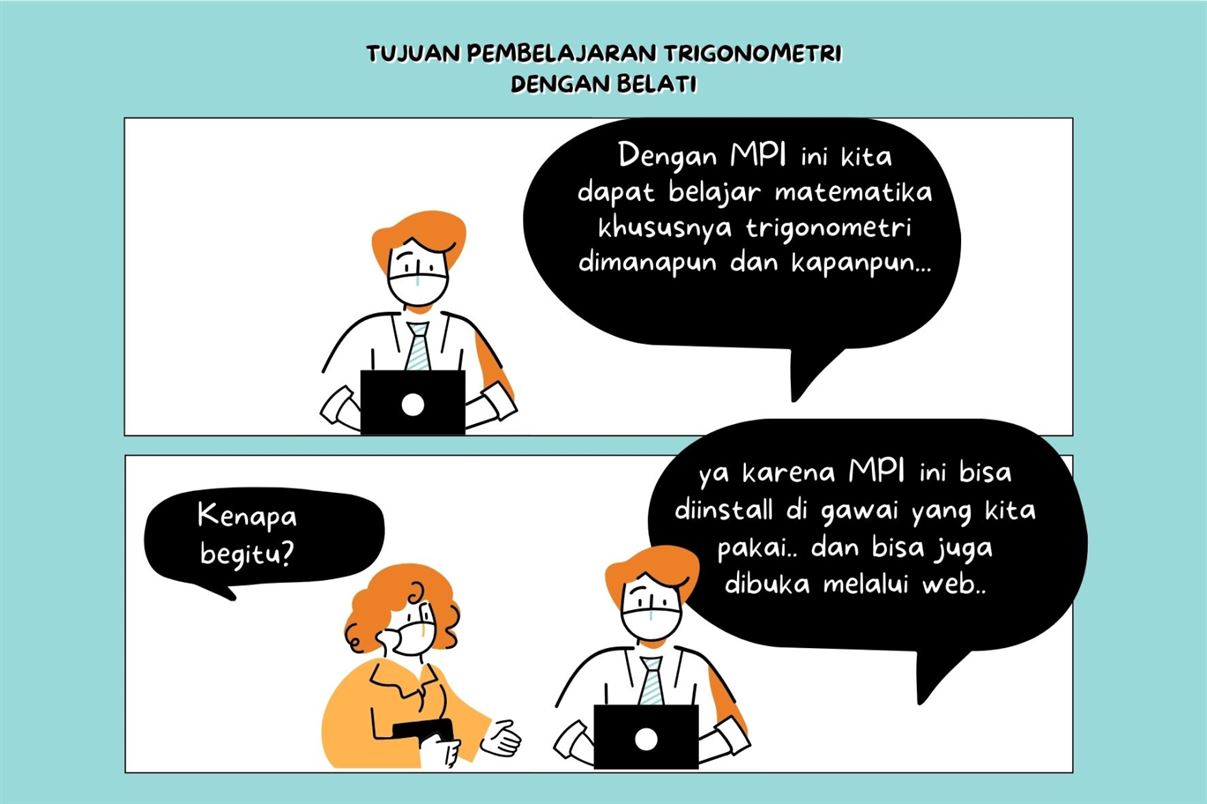 TUJUAN PEMBELAJARAN TRIGONOMETRI
DENGAN BELATI
Dengan MPI ini kita
dapat belajar matematika
khususnya trigonometri
dimanapun dan kapanpun...
Kenapa
begitu?
ya karena MPI ini bisa
diinstall di gawai yang kita
pakai.. dan bisa juga
dibuka melalui web..